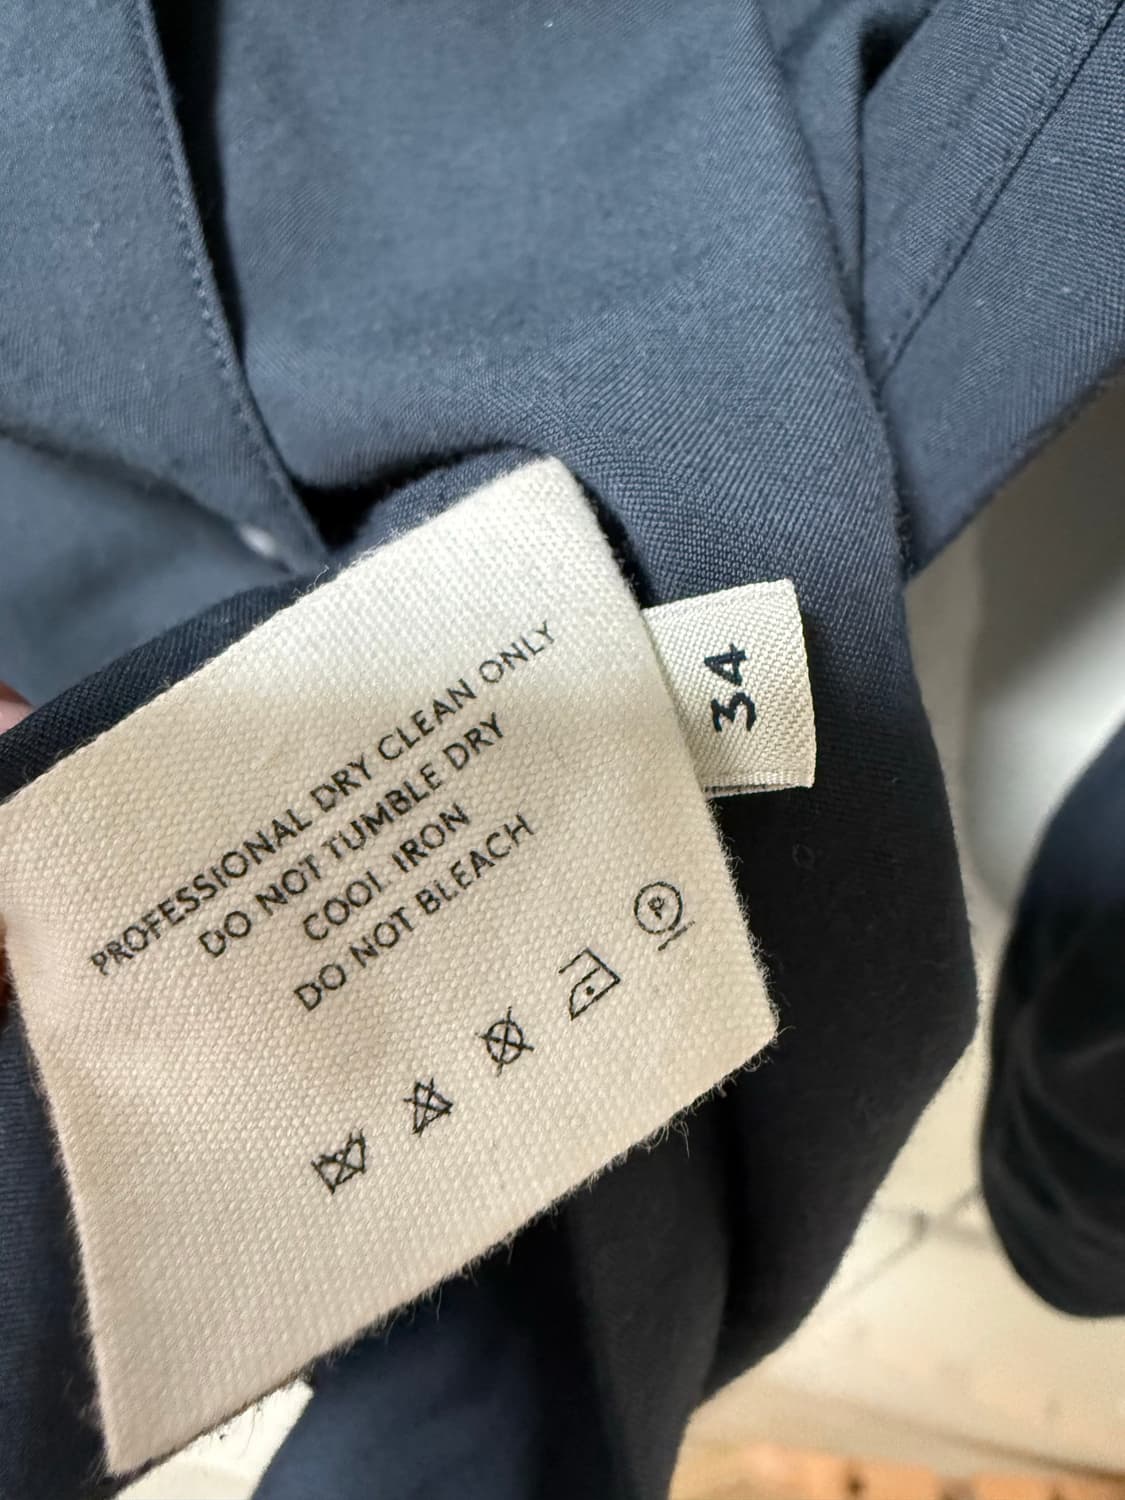 PROFESSIONAL DRY CLEAN ONLY
DO NOT TUMBLE DRY
COOL IRON
DO NOT BLEACH
P
34